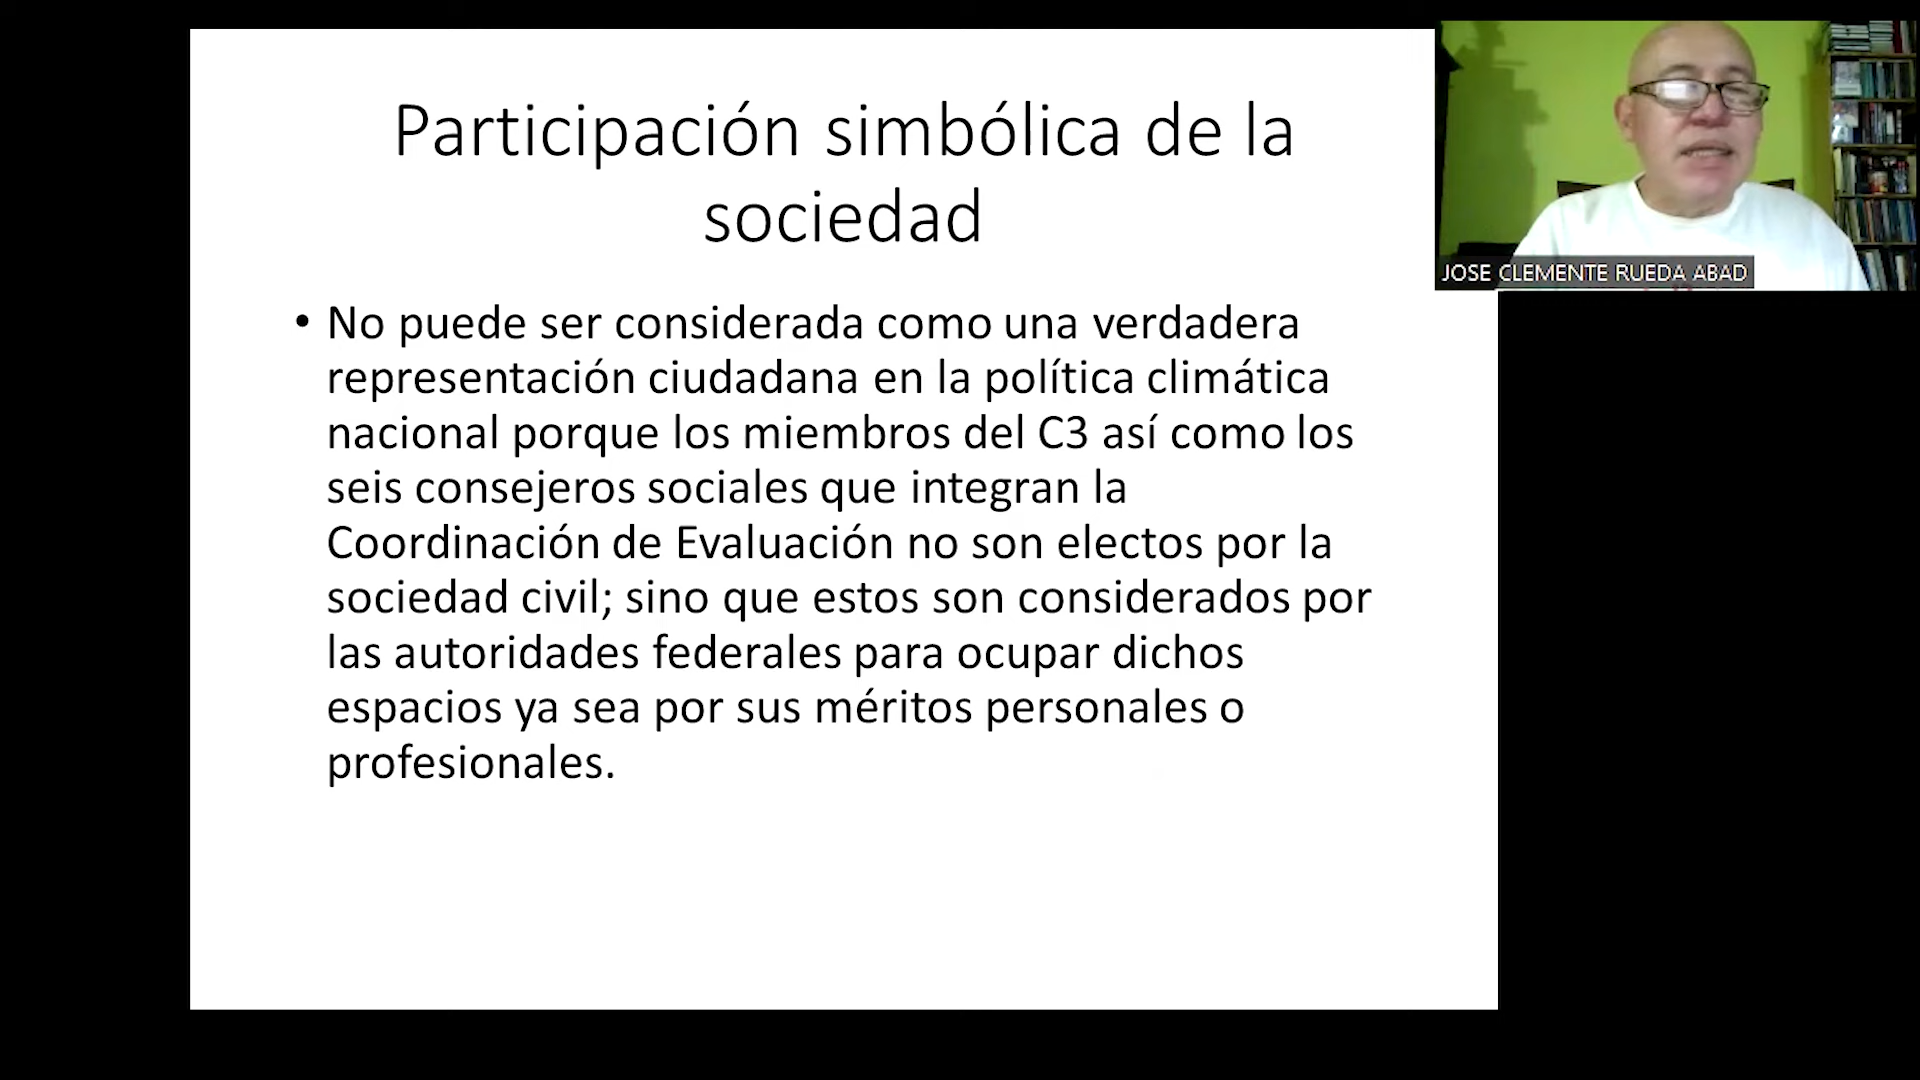 Participación simbólica de la
sociedad
• No puede ser considerada como una verdadera
representación ciudadana en la política climática
nacional porque los miembros del C3 así como los
seis consejeros sociales que integran la
Coordinación de Evaluación no son electos por la
sociedad civil; sino que estos son considerados por
las autoridades federales para ocupar dichos
espacios ya sea por sus méritos personales o
profesionales.
JOSE CLEMENTE RUEDA ABAD